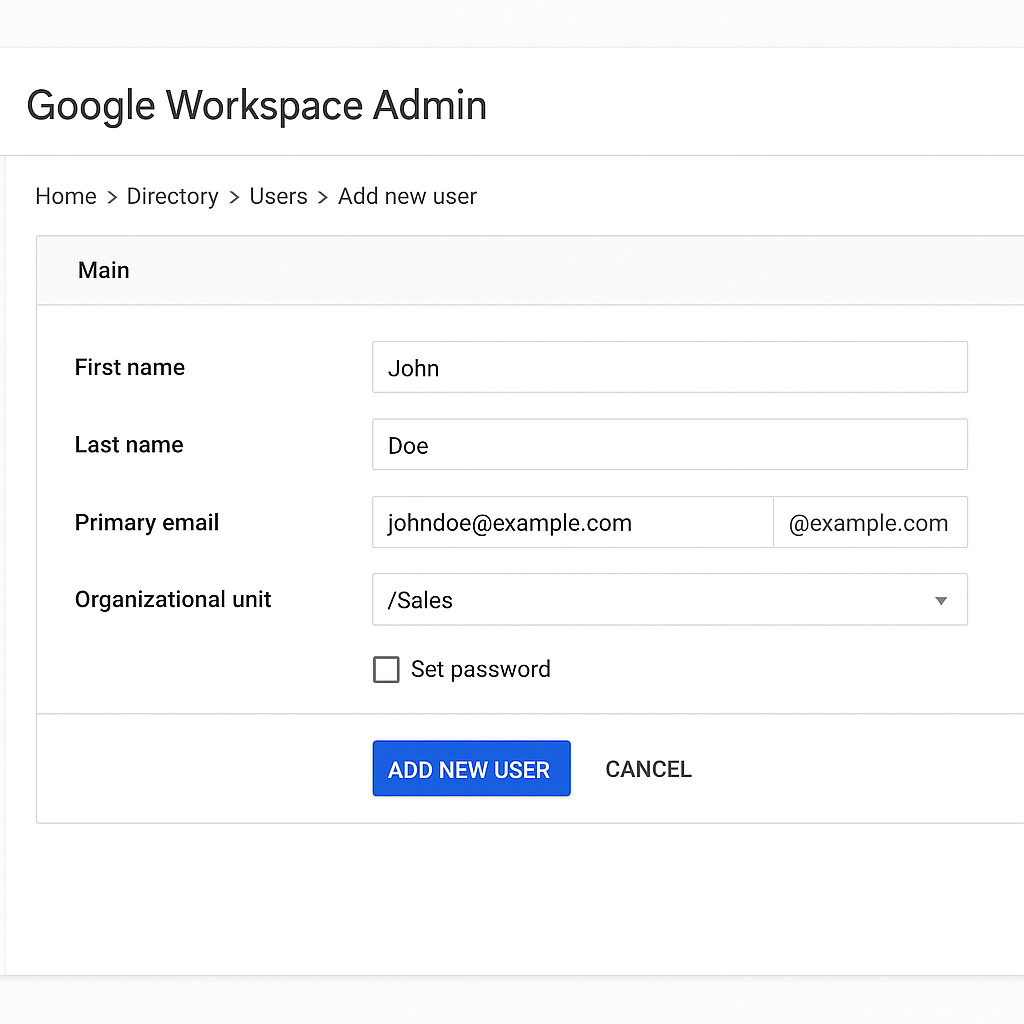 Google Workspace Admin
Home > Directory > Users > Add new user
Main
First name John
Last name Doe
Primary email johndoe@example.com @example.com
Organizational unit /Sales
Set password
ADD NEW USER CANCEL